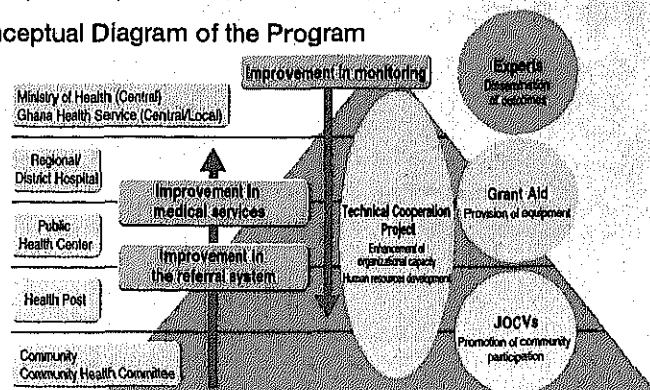 nceptual Diagram of the Program
Improvement in monitoring
Experts
Dissemination
of outcomes
Ministry of Health (Central)
Ghana Health Service (Central/Local)
Regional/
District Hospital
Improvement in
medical services
Public
Health Center
Improvement in
the referral system
Health Post
Community
Community Health Committee
Technical Cooperation
Project
Enhancement of
organizational capacity
Human resources development
Grant Aid
Provision of equipment
JOCVs
Promotion of community
participation